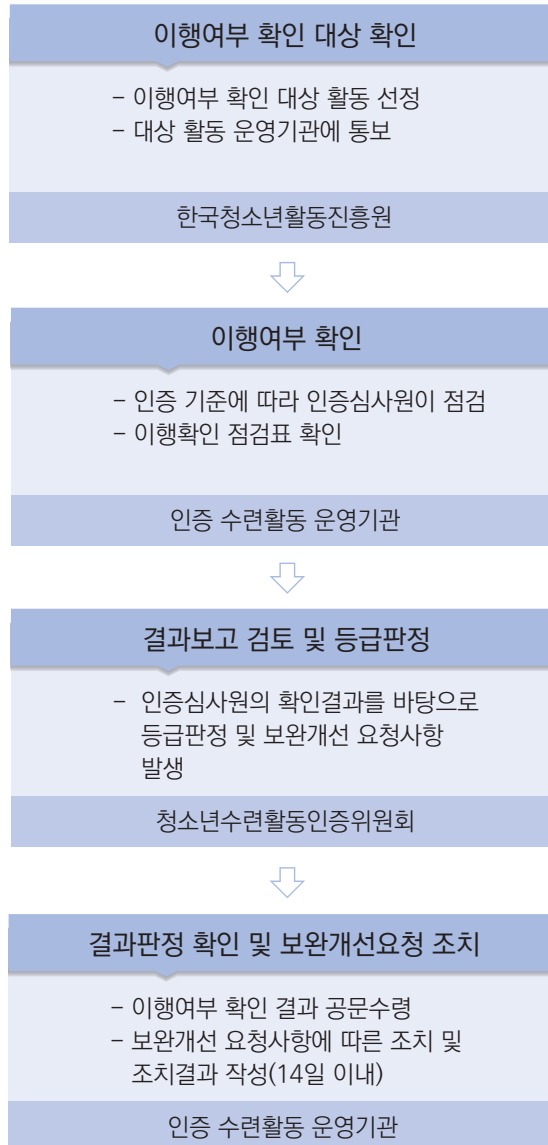 이행여부 확인 대상 확인
- 이행여부 확인 대상 활동 선정
- 대상 활동 운영기관에 통보
한국청소년활동진흥원
이행여부 확인
- 인증 기준에 따라 인증심사원이 점검
- 이행확인 점검표 확인
인증 수련활동 운영기관
결과보고 검토 및 등급판정
- 인증심사원의 확인결과를 바탕으로
등급판정 및 보완개선 요청사항
발생
청소년수련활동인증위원회
결과판정 확인 및 보완개선요청 조치
- 이행여부 확인 결과 공문수령
- 보완개선 요청사항에 따른 조치 및
조치결과 작성(14일 이내)
인증 수련활동 운영기관